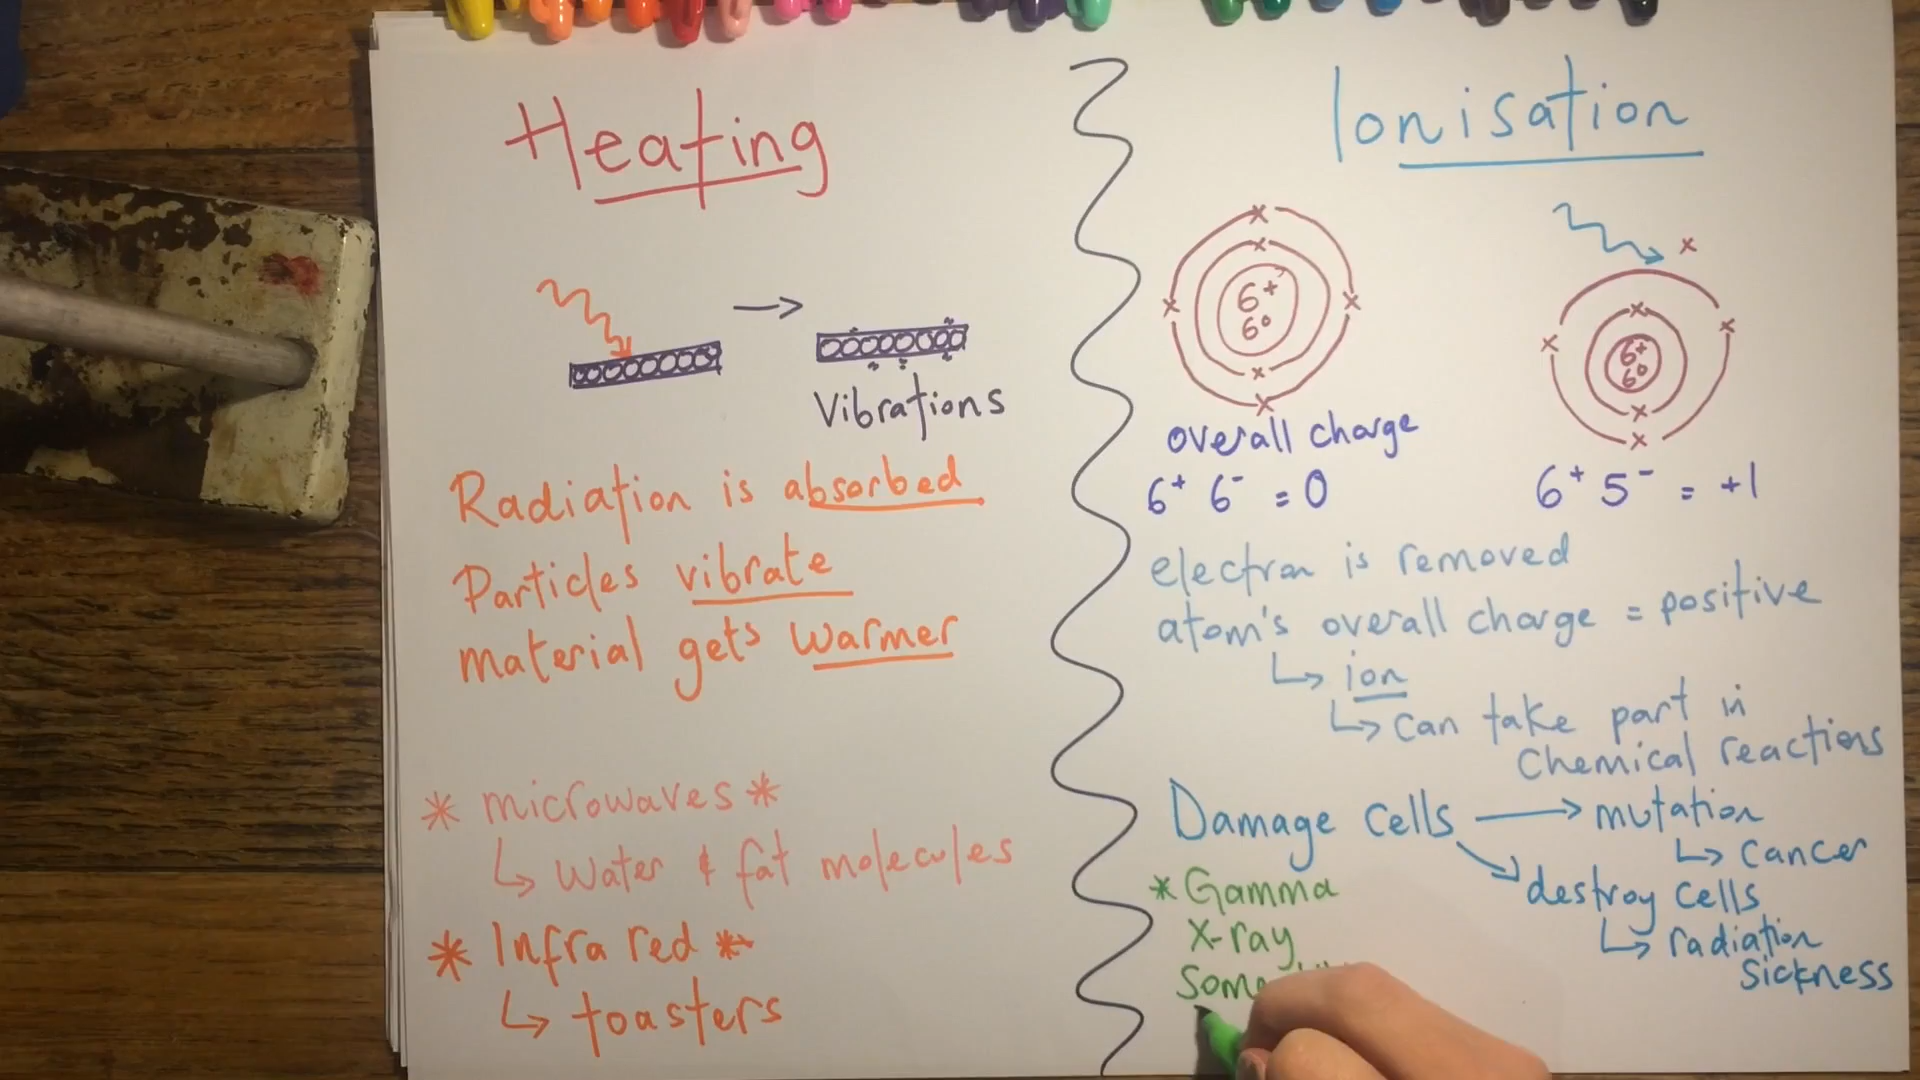 Heating
Vibrations
Radiation is absorbed
Particles vibrate
material gets warmer
* microwaves *
↳ water & fat molecules
* Infra red *
↳ toasters
Ionisation
6+
6º
6+
6º
overall charge
6+ 6- = 0
6+ 5- = +1
electron is removed
atom's overall charge = positive
↳ ion
↳ can take part in
chemical reactions
Damage cells → mutation
↳ cancer
destroy cells
↳ radiation
sickness
* Gamma
X-ray